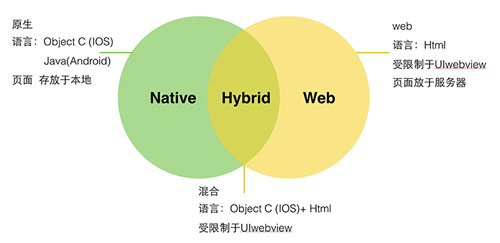 原生
语言：Object C (IOS)
Java(Android)
页面 存放于本地
web
语言：Html
受限制于UIwebview
页面放于服务器
Native
Hybrid
Web
混合
语言：Object C (IOS)+ Html
受限制于UIwebview